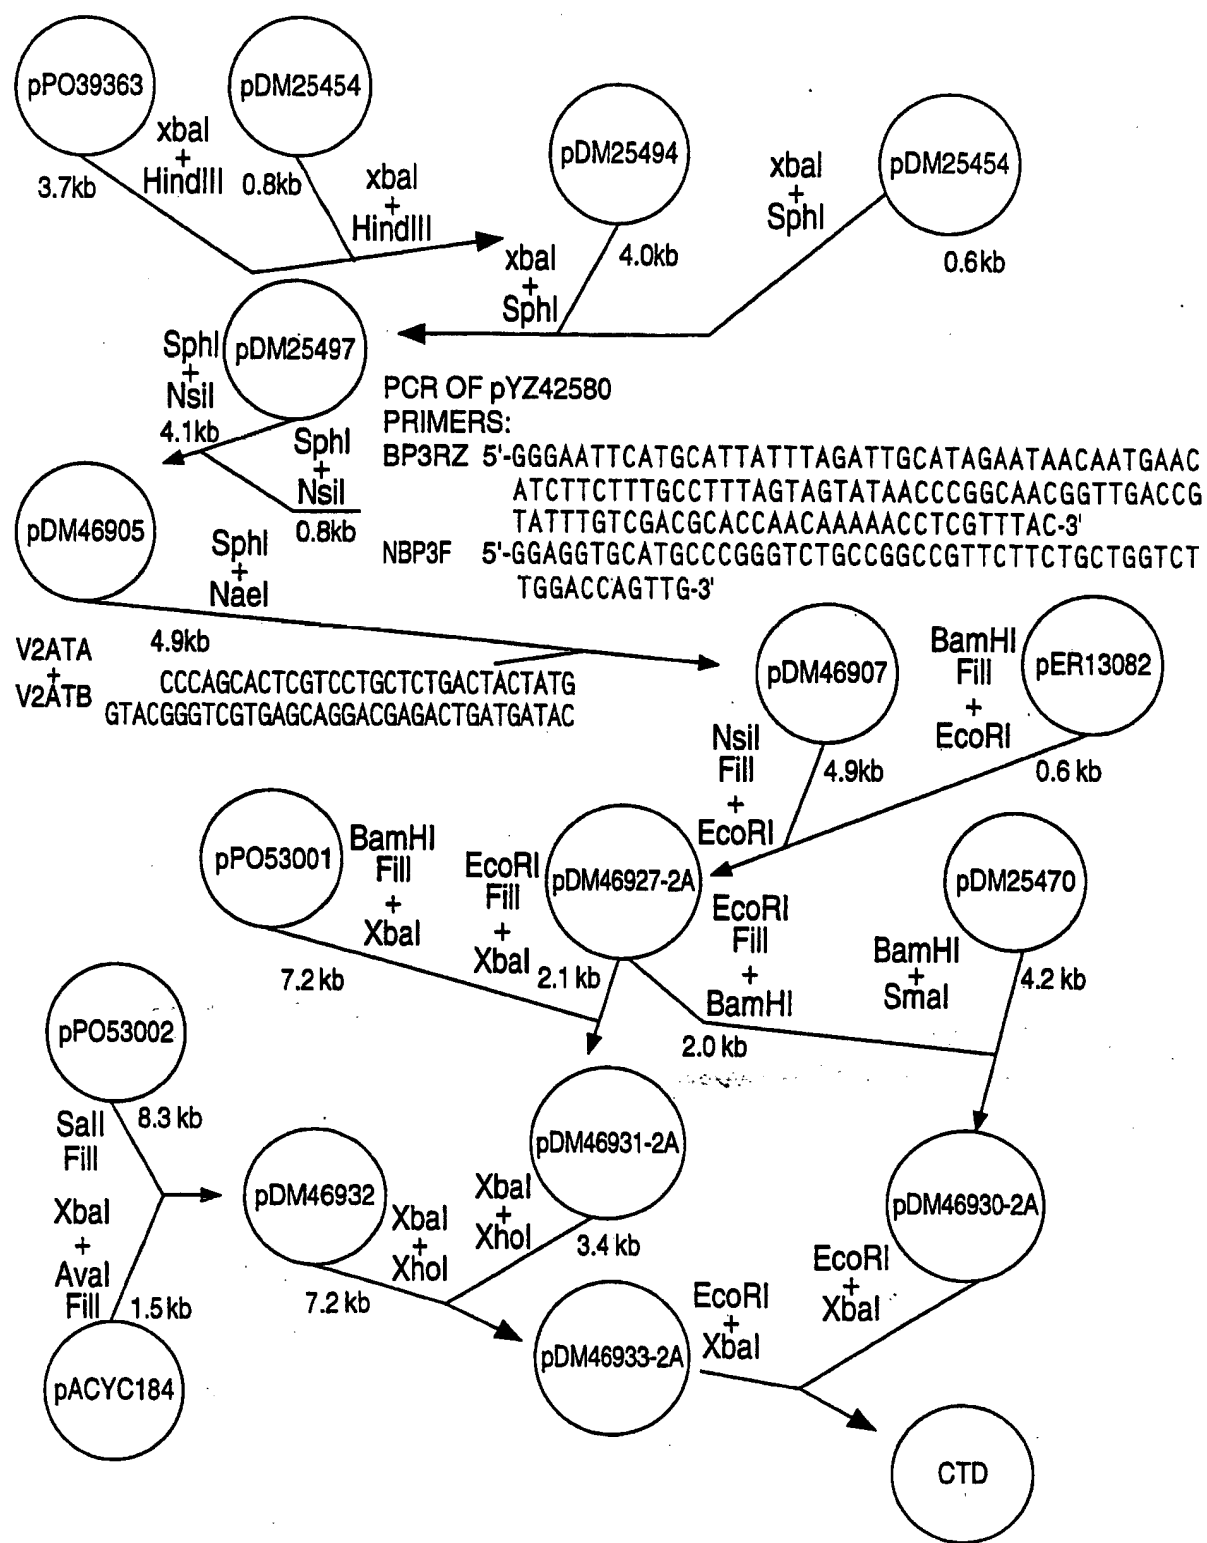 pPO39363
pDM25454
xbaI
+
HindIII
3.7kb
0.8kb
xbaI
+
HindIII
pDM25494
xbaI
+
SphI
pDM25454
4.0kb
0.6kb
xbaI
+
SphI
SphI
+
NsiI
pDM25497
4.1kb
SphI
+
NsiI
0.8kb
PCR OF pYZ42580
PRIMERS:
BP3RZ 5'-GGGAATTCATGCATTATTTAGATTGCATAGAATAACAATGAAC
ATCTTCTTTGCCTTTAGTAGTATAACCCGGCAACGGTTGACCG
TATTTGTCGACGCACCAACAAAAACCTCGTTTAC-3'
NBP3F 5'-GGAGGTGCATGCCCGGGTCTGCCGGCCGTTCTTCTGCTGGTCT
TGGACCAGTTG-3'
pDM46905
SphI
+
NaeI
4.9kb
V2ATA
+
V2ATB
CCCAGCACTCGTCCTGCTCTGACTACTATG
GTACGGGTCGTGAGCAGGACGAGACTGATGATAC
pDM46907
BamHI
Fill
+
EcoRI
pER13082
NsiI
Fill
+
EcoRI
4.9kb
0.6 kb
pPO53001
BamHI
Fill
+
XbaI
7.2 kb
EcoRI
Fill
+
XbaI
2.1 kb
pDM46927-2A
EcoRI
Fill
+
BamHI
2.0 kb
pDM25470
BamHI
+
SmaI
4.2 kb
pPO53002
8.3 kb
SalI
Fill
XbaI
+
AvaI
Fill
1.5 kb
pACYC184
pDM46932
XbaI
+
XhoI
7.2 kb
pDM46931-2A
XbaI
+
XhoI
3.4 kb
pDM46930-2A
EcoRI
+
XbaI
pDM46933-2A
EcoRI
+
XbaI
CTD